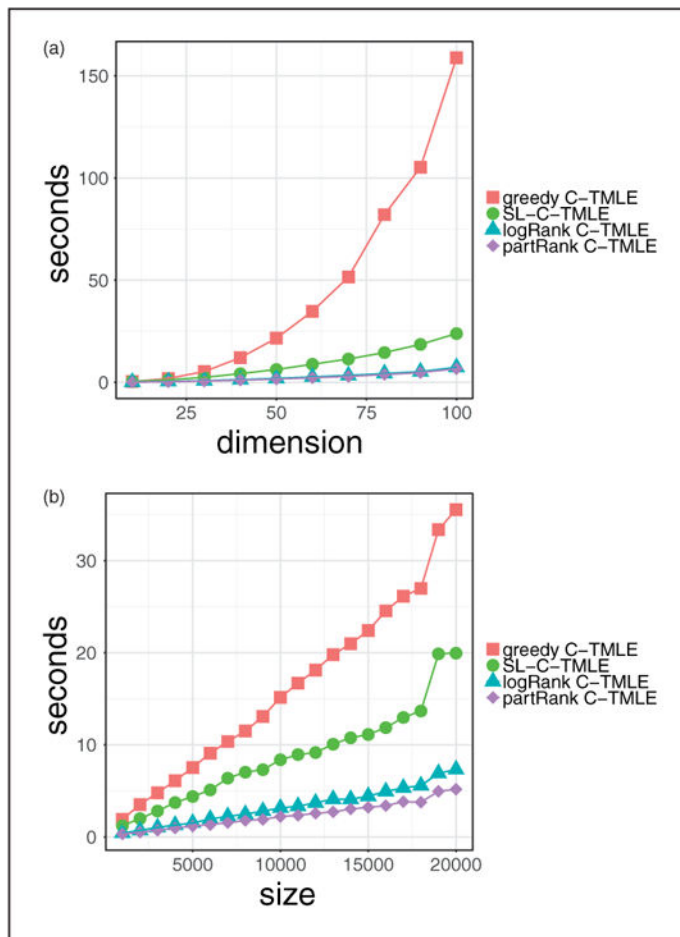 (a)
150
100
50
0
seconds
25
50
75
100
dimension
greedy C-TMLE
SL-C-TMLE
logRank C-TMLE
partRank C-TMLE
(b)
30
20
10
0
seconds
5000
10000
15000
20000
size
greedy C-TMLE
SL-C-TMLE
logRank C-TMLE
partRank C-TMLE